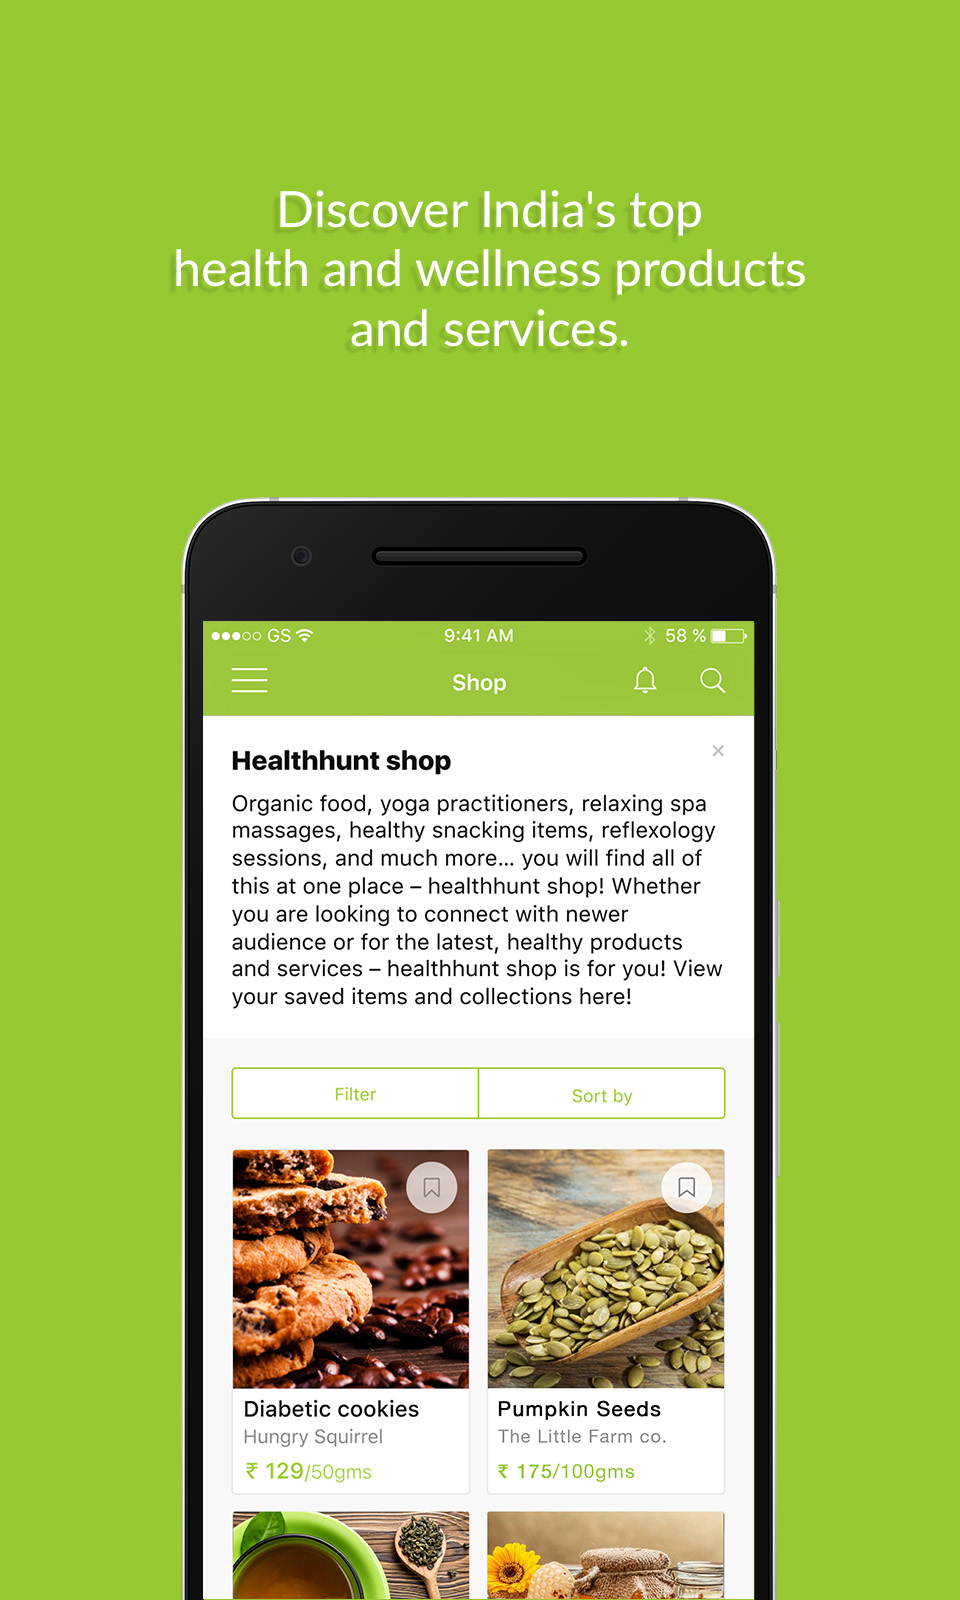 Discover India's top
health and wellness products
and services.
GS 9:41 AM 58 %
Shop
Healthhunt shop
Organic food, yoga practitioners, relaxing spa
massages, healthy snacking items, reflexology
sessions, and much more... you will find all of
this at one place – healthhunt shop! Whether
you are looking to connect with newer
audience or for the latest, healthy products
and services – healthhunt shop is for you! View
your saved items and collections here!
Filter Sort by
Diabetic cookies
Hungry Squirrel
₹ 129/50gms
Pumpkin Seeds
The Little Farm co.
₹ 175/100gms